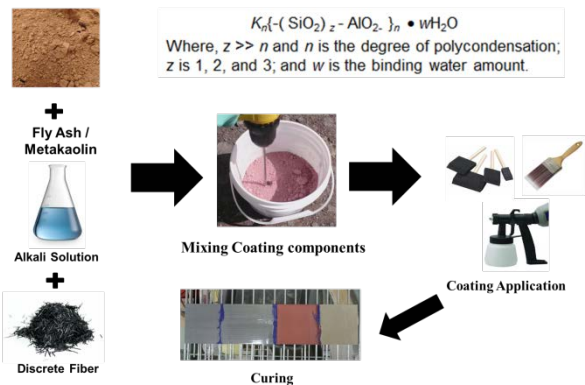 Kn{-( SiO2) z - AlO2- }n • wH2O
Where, z >> n and n is the degree of polycondensation;
z is 1, 2, and 3; and w is the binding water amount.
+
Fly Ash /
Metakaolin
Alkali Solution
+
Discrete Fiber
Mixing Coating components
Coating Application
Curing